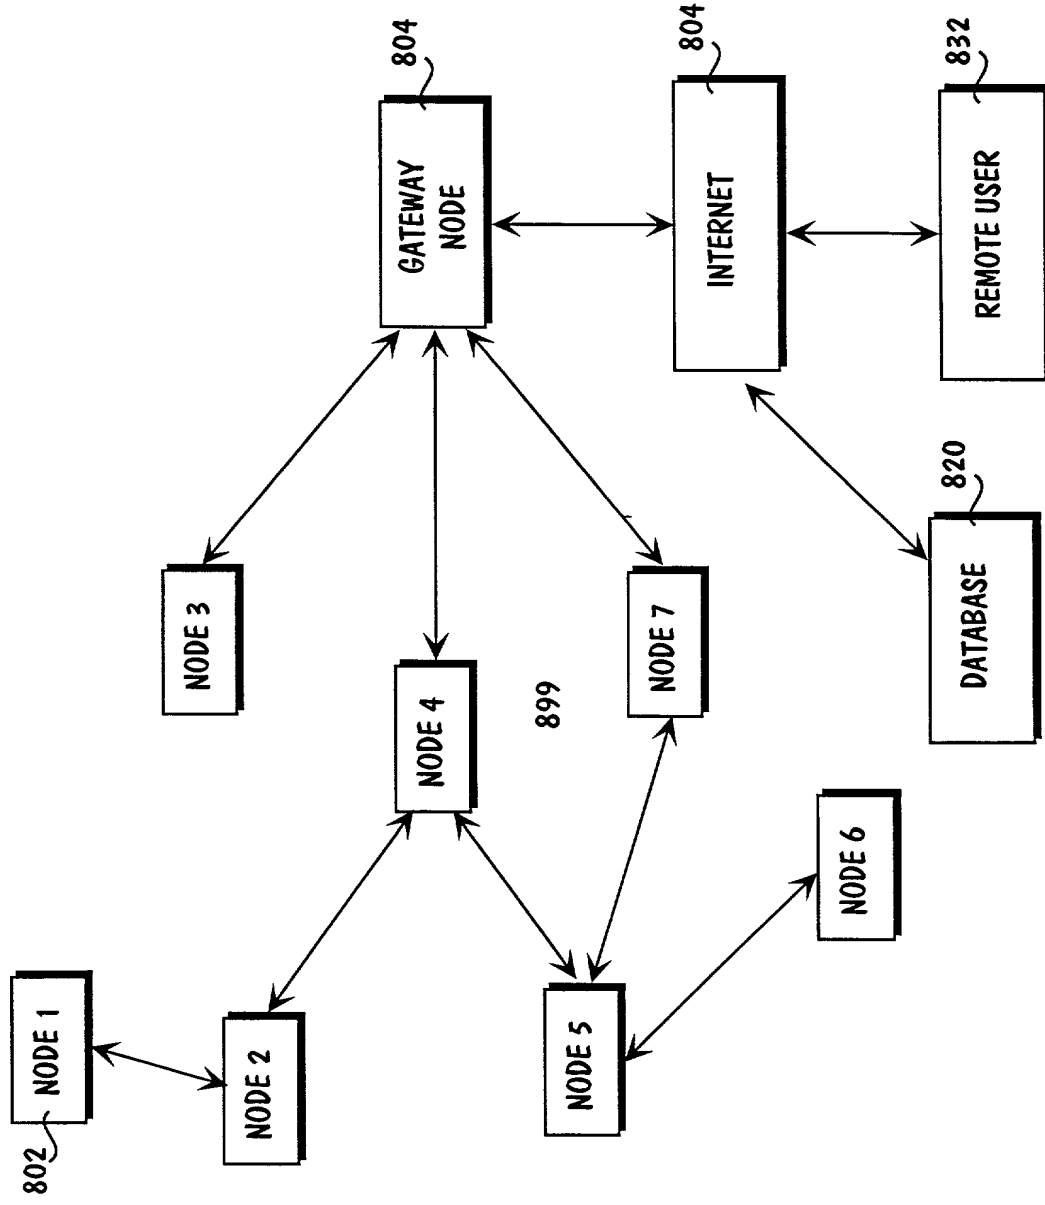 802
NODE 1
NODE 2
NODE 3
NODE 4
NODE 5
NODE 6
NODE 7
899
GATEWAY
NODE
804
INTERNET
804
DATABASE
820
REMOTE USER
832